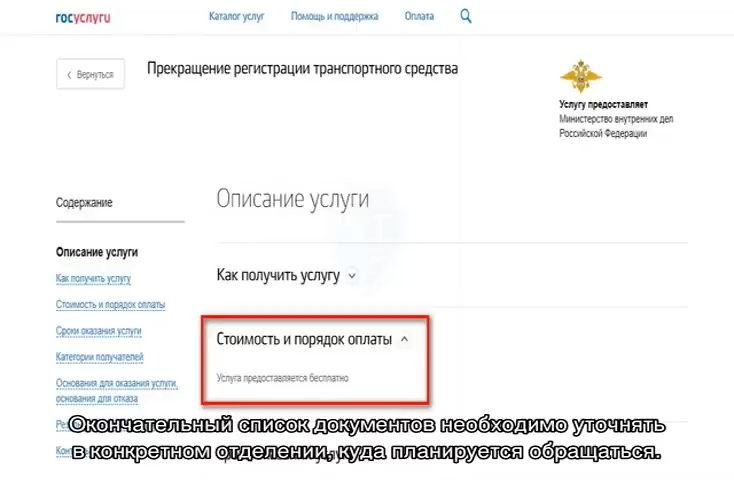 госуслуги
Каталог услуг Помощь и поддержка Оплата
Вернуться
Прекращение регистрации транспортного средства
Услугу предоставляет
Министерство внутренних дел
Российской Федерации
Содержание
Описание услуги
Как получить услугу
Стоимость и порядок оплаты
Сроки оказания услуги
Категории получателей
Основания для оказания услуги,
основания для отказа
Описание услуги
Как получить услугу
Стоимость и порядок оплаты
Услуга предоставляется бесплатно
Окончательный список документов необходимо уточнять
в конкретном отделении, куда планируется обращаться.